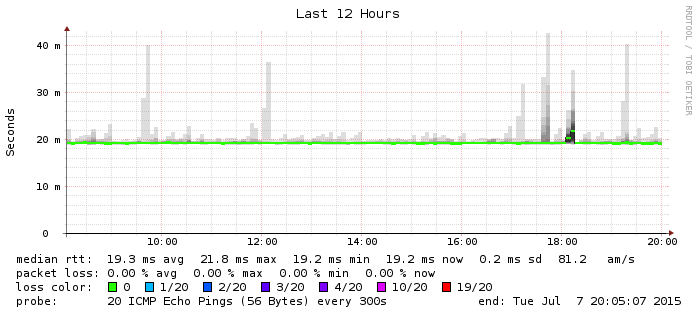 Last 12 Hours
RRDTOOL / TOBI OETIKER
Seconds
40 m
30 m
20 m
10 m
0
10:00 12:00 14:00 16:00 18:00 20:00
median rtt: 19.3 ms avg 21.8 ms max 19.2 ms min 19.2 ms now 0.2 ms sd 81.2 am/s
packet loss: 0.00 % avg 0.00 % max 0.00 % min 0.00 % now
loss color: 0 1/20 2/20 3/20 4/20 10/20 19/20
probe: 20 ICMP Echo Pings (56 Bytes) every 300s end: Tue Jul 7 20:05:07 2015